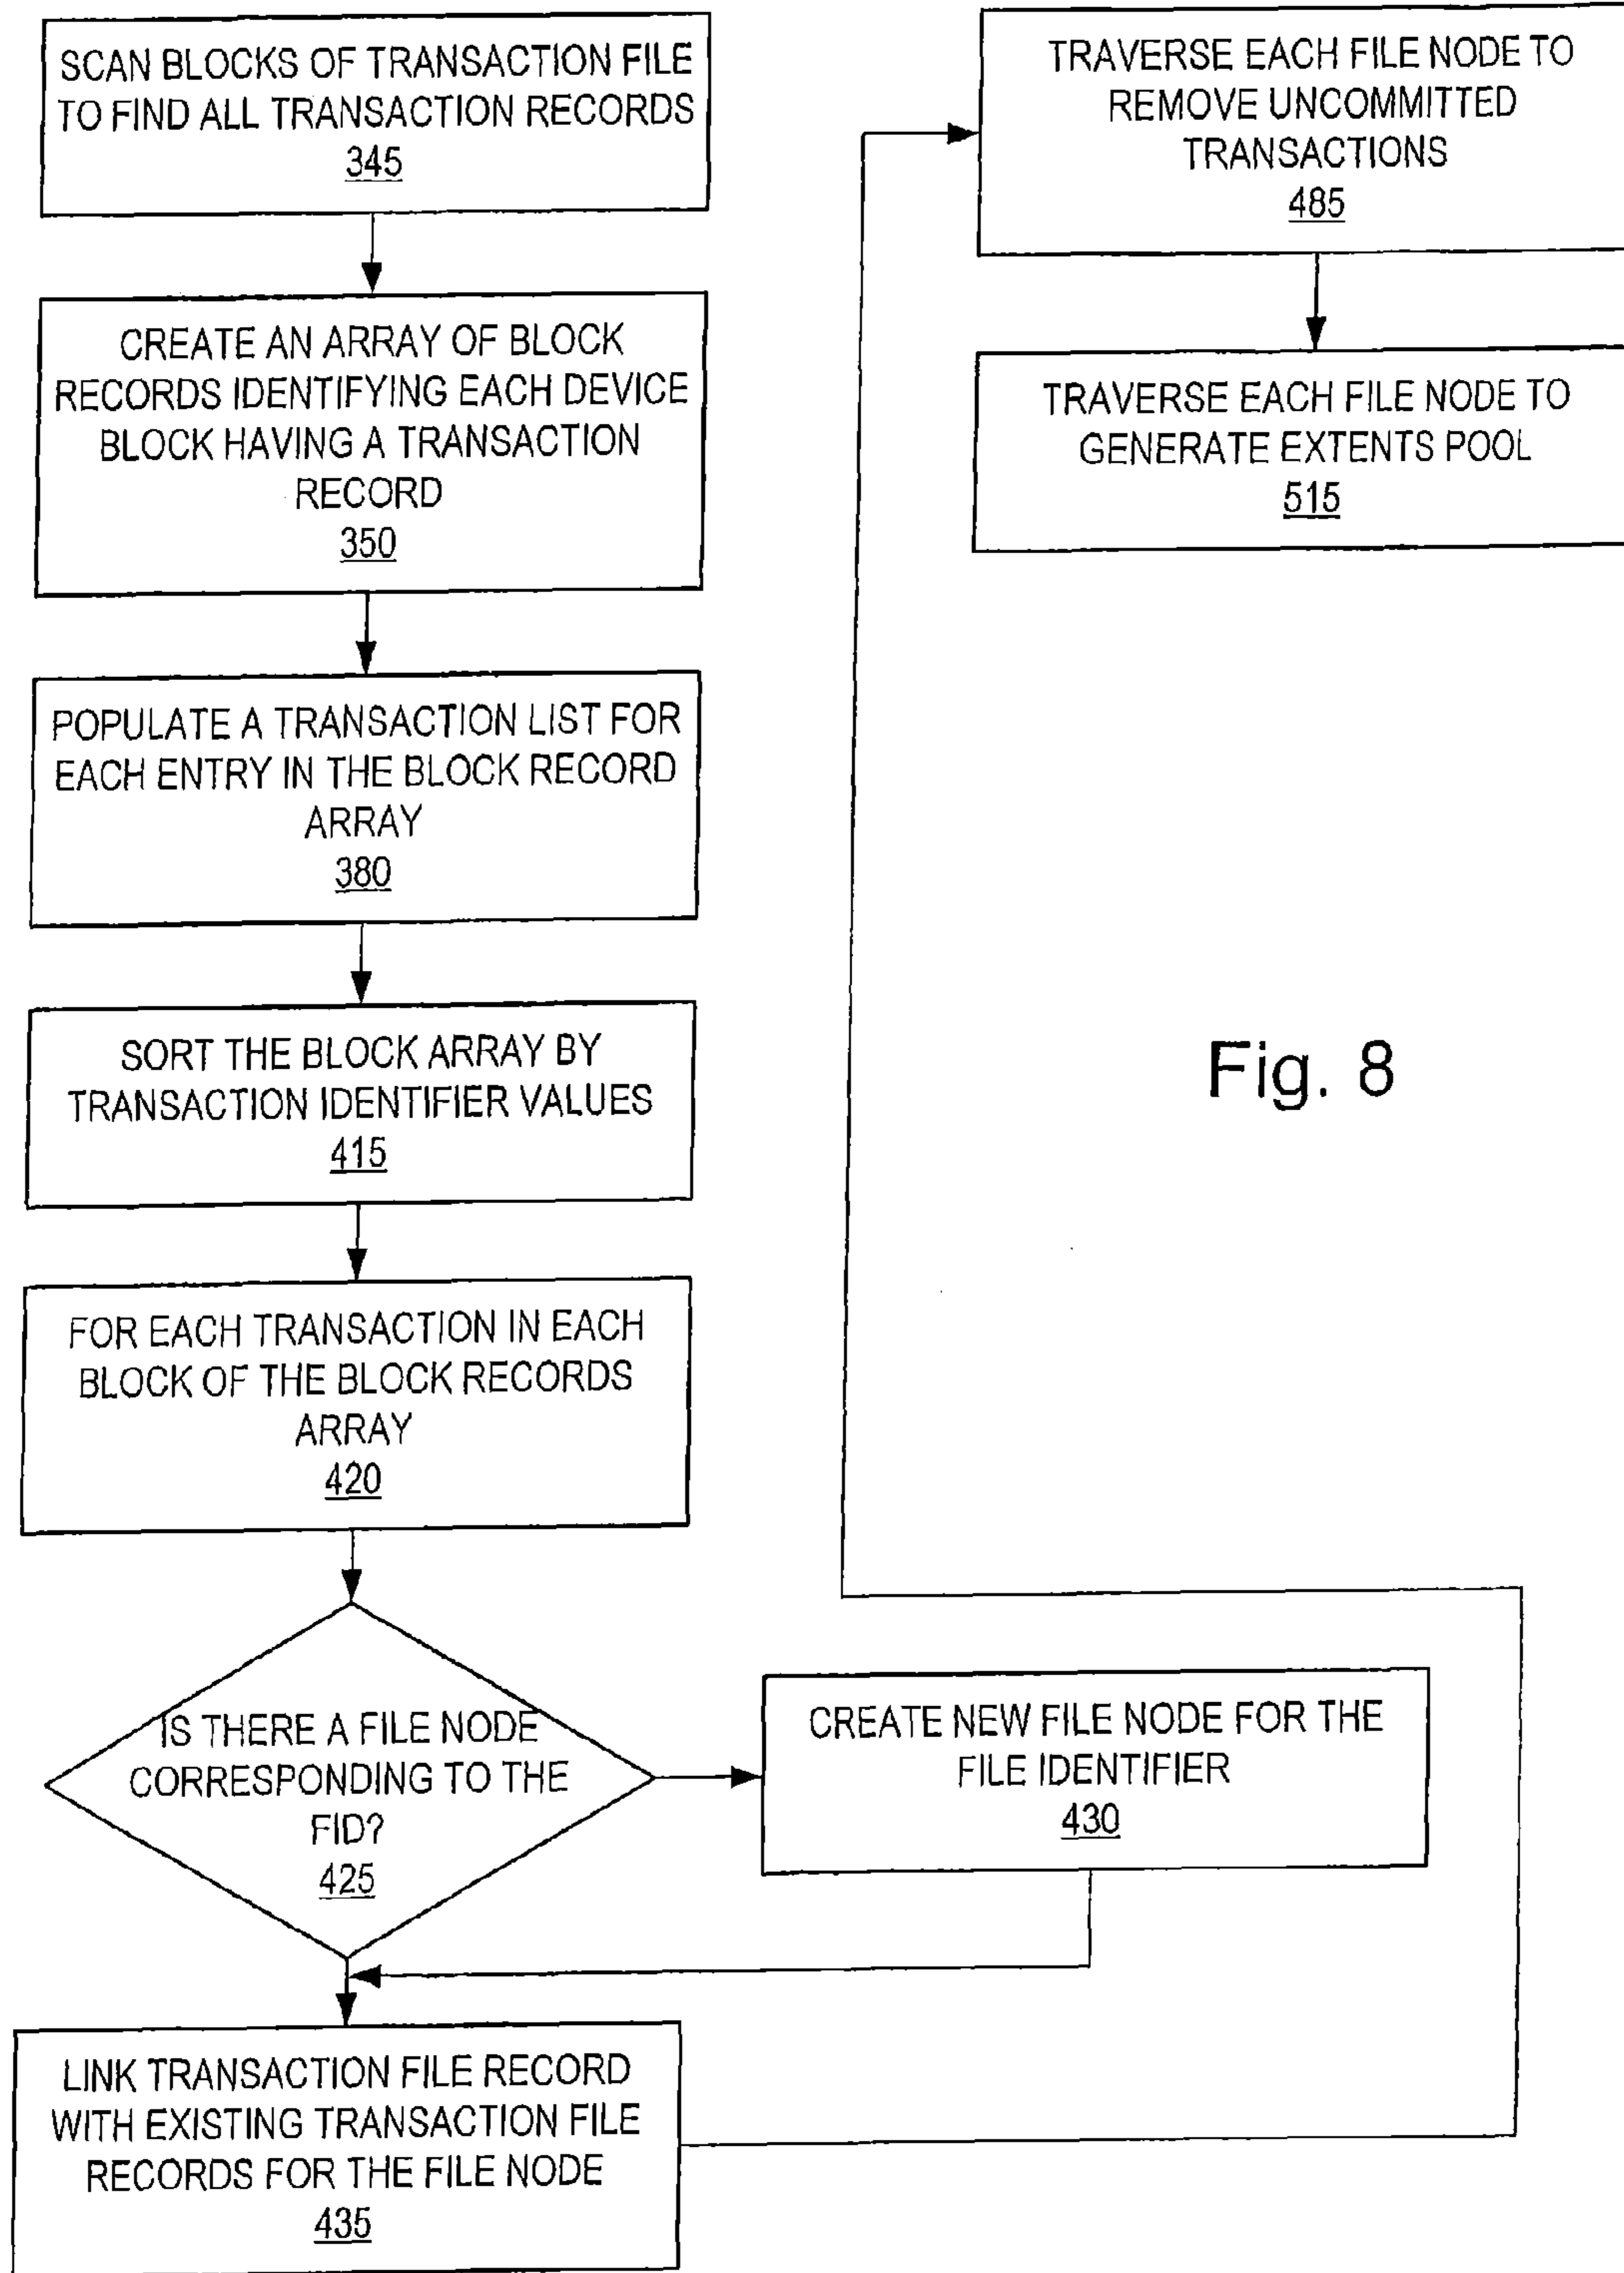 SCAN BLOCKS OF TRANSACTION FILE
TO FIND ALL TRANSACTION RECORDS
345
CREATE AN ARRAY OF BLOCK
RECORDS IDENTIFYING EACH DEVICE
BLOCK HAVING A TRANSACTION
RECORD
350
POPULATE A TRANSACTION LIST FOR
EACH ENTRY IN THE BLOCK RECORD
ARRAY
380
SORT THE BLOCK ARRAY BY
TRANSACTION IDENTIFIER VALUES
415
FOR EACH TRANSACTION IN EACH
BLOCK OF THE BLOCK RECORDS
ARRAY
420
IS THERE A FILE NODE
CORRESPONDING TO THE
FID?
425
CREATE NEW FILE NODE FOR THE
FILE IDENTIFIER
430
LINK TRANSACTION FILE RECORD
WITH EXISTING TRANSACTION FILE
RECORDS FOR THE FILE NODE
435
TRAVERSE EACH FILE NODE TO
REMOVE UNCOMMITTED
TRANSACTIONS
485
TRAVERSE EACH FILE NODE TO
GENERATE EXTENTS POOL
515
Fig. 8